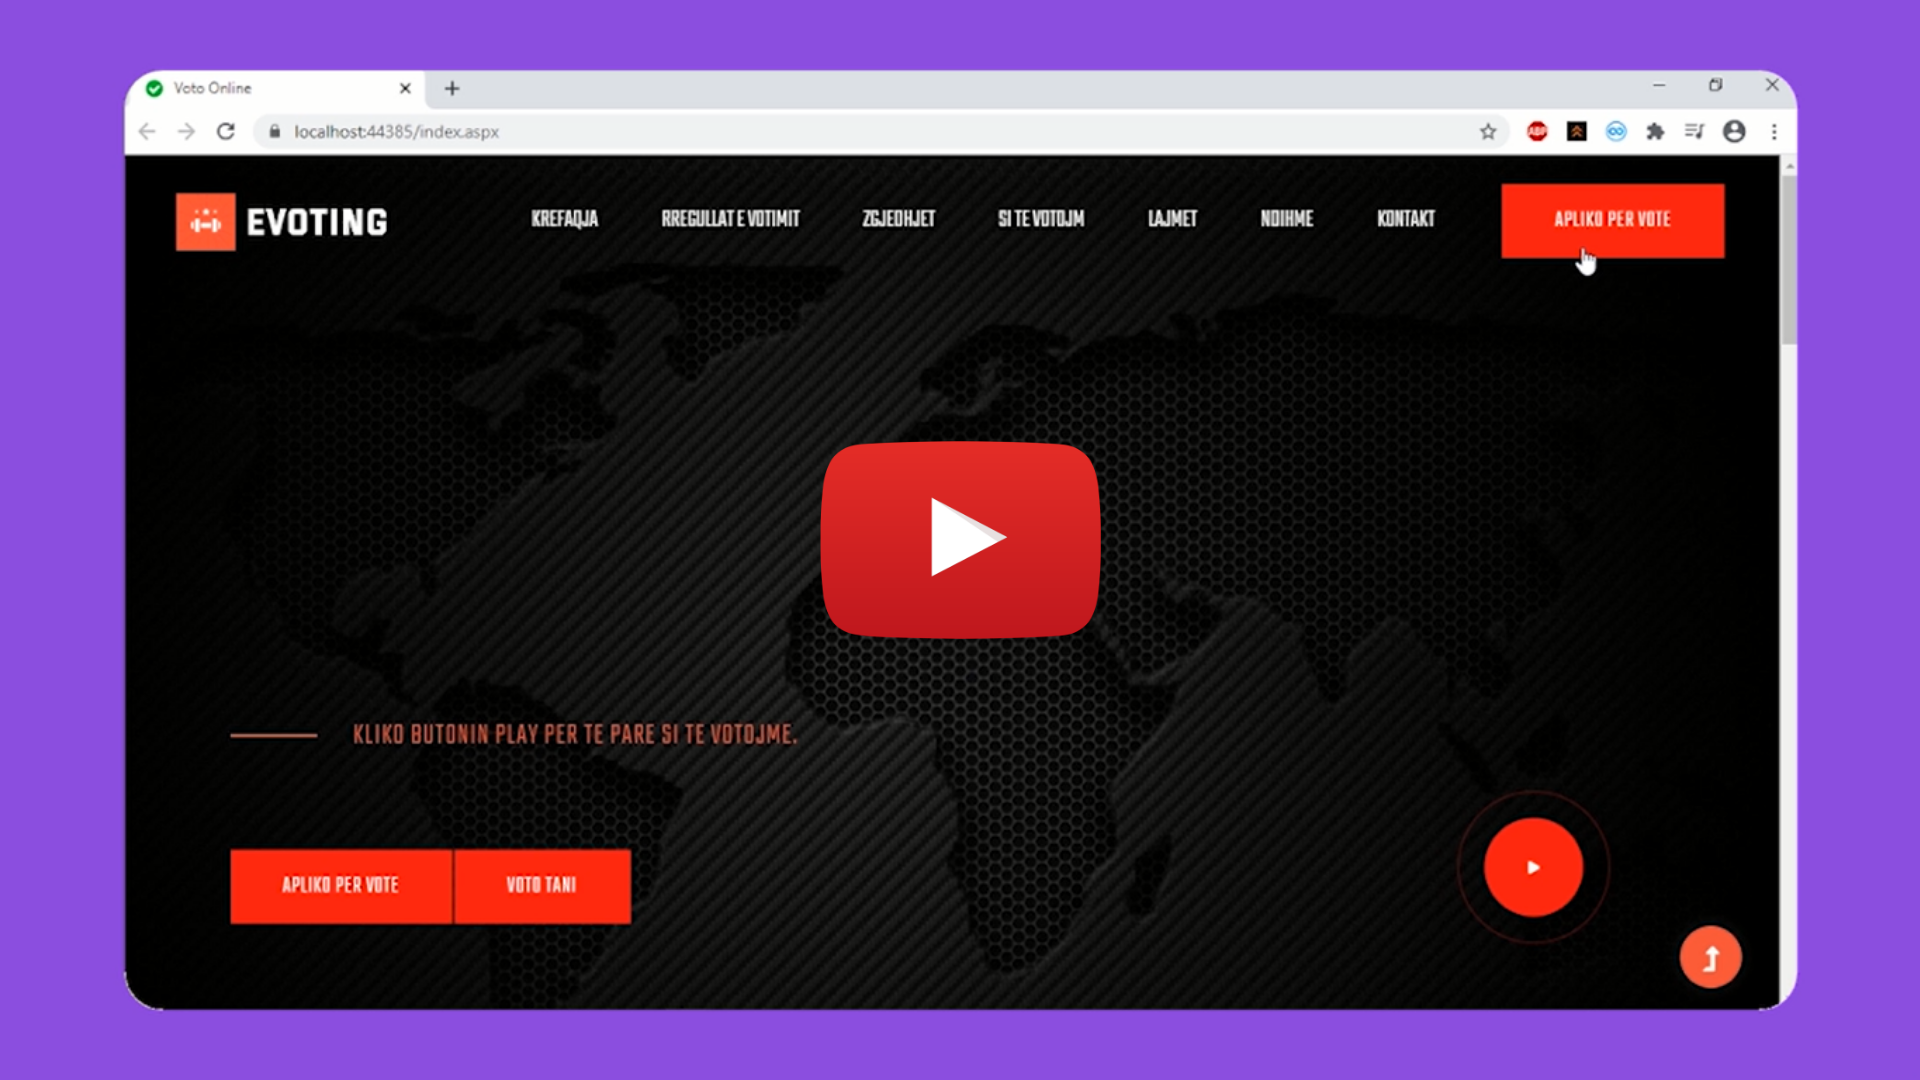 Voto Online
localhost:44385/index.aspx
ABP
EVOTING
KREFAQJA RREGULLAT E VOTIMIT ZGJEDHJET SI TE VOTOJM LAJMET NDIHME KONTAKT APLIKO PER VOTE
KLIKO BUTONIN PLAY PER TE PARE SI TE VOTOJME.
APLIKO PER VOTE VOTO TANI